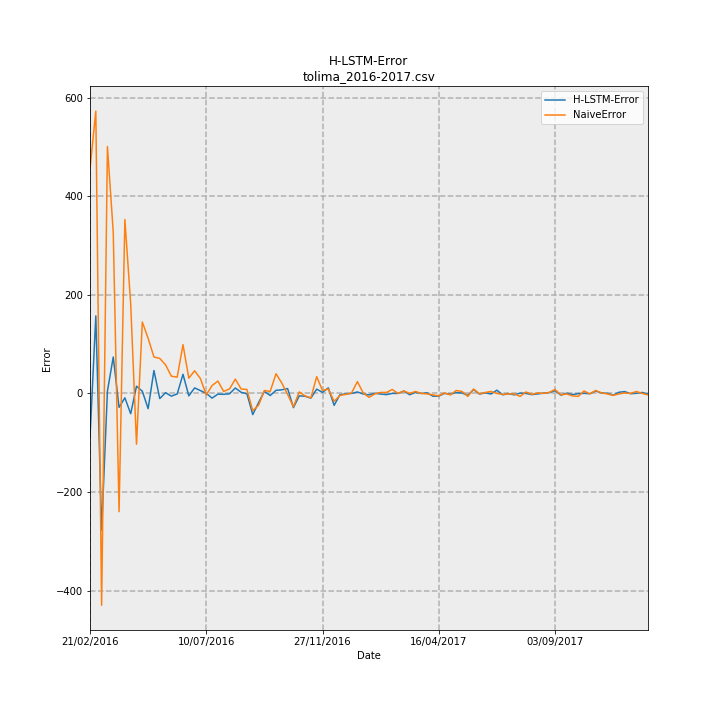 H-LSTM-Error
tolima_2016-2017.csv
H-LSTM-Error
NaiveError
600
400
200
0
−200
−400
Error
21/02/2016 10/07/2016 27/11/2016 16/04/2017 03/09/2017
Date